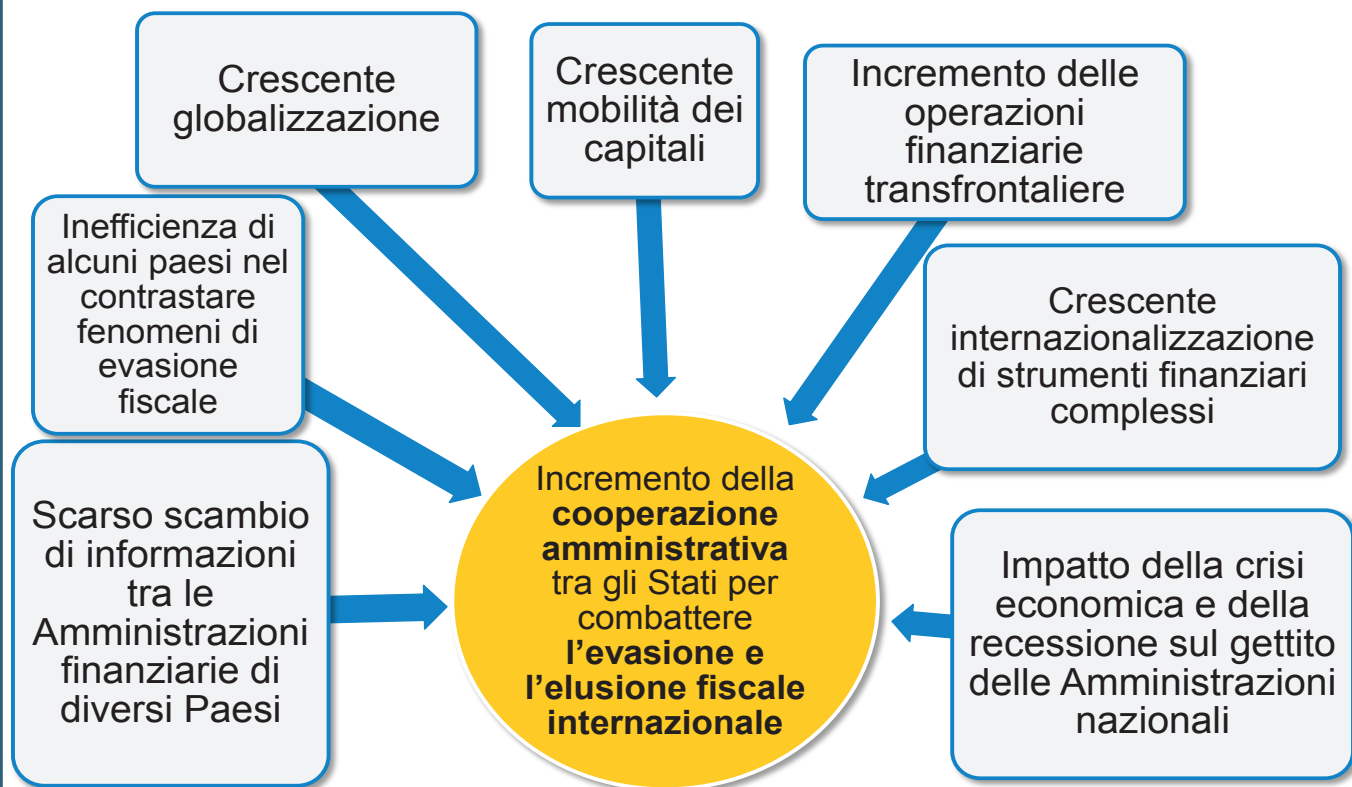 Crescente
globalizzazione
Crescente
mobilità dei
capitali
Incremento delle
operazioni
finanziarie
transfrontaliere
Inefficienza di
alcuni paesi nel
contrastare
fenomeni di
evasione
fiscale
Crescente
internazionalizzazione
di strumenti finanziari
complessi
Scarso scambio
di informazioni
tra le
Amministrazioni
finanziarie di
diversi Paesi
Incremento della
cooperazione
amministrativa
tra gli Stati per
combattere
l’evasione e
l’elusione fiscale
internazionale
Impatto della crisi
economica e della
recessione sul gettito
delle Amministrazioni
nazionali